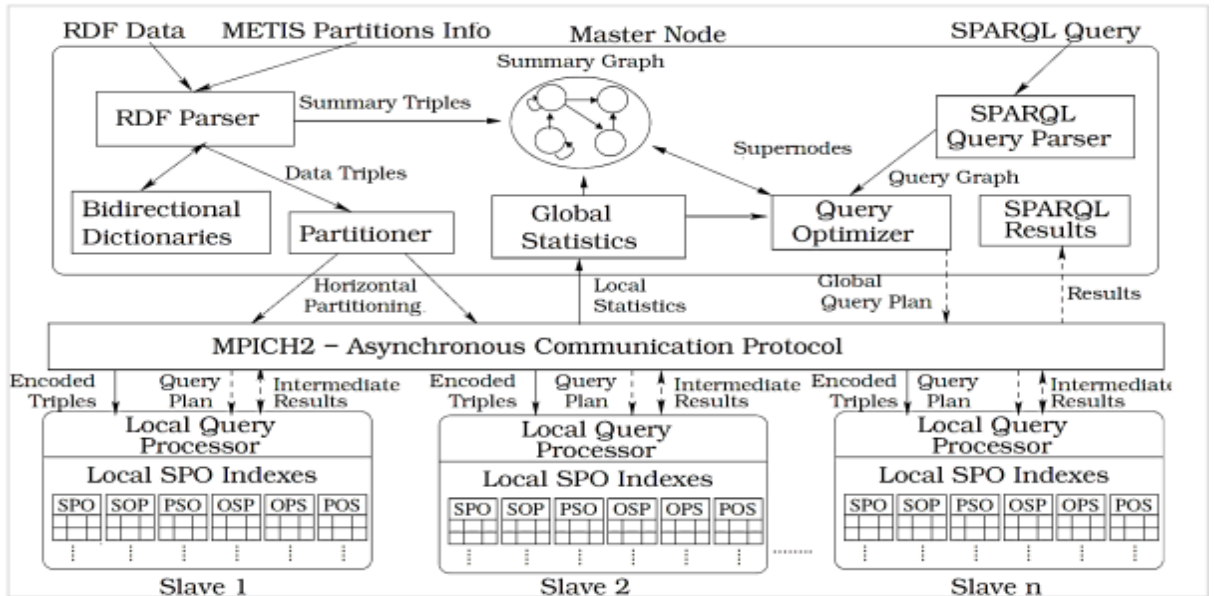 RDF Data
METIS Partitions Info
Master Node
SPARQL Query
Summary Graph
RDF Parser
Summary Triples
SPARQL
Query Parser
Supernodes
Data Triples
Query Graph
Bidirectional
Dictionaries
Partitioner
Global
Statistics
Query
Optimizer
SPARQL
Results
Horizontal
Partitioning
Local
Statistics
Global
Query Plan
Results
MPICH2 – Asynchronous Communication Protocol
Encoded
Triples
Query
Plan
Intermediate
Results
Encoded
Triples
Query
Plan
Intermediate
Results
Encoded
Triples
Query
Plan
Intermediate
Results
Local Query
Processor
Local SPO Indexes
SPO SOP PSO OSP OPS POS
Slave 1
Local Query
Processor
Local SPO Indexes
SPO SOP PSO OSP OPS POS
Slave 2
Local Query
Processor
Local SPO Indexes
SPO SOP PSO OSP OPS POS
Slave n